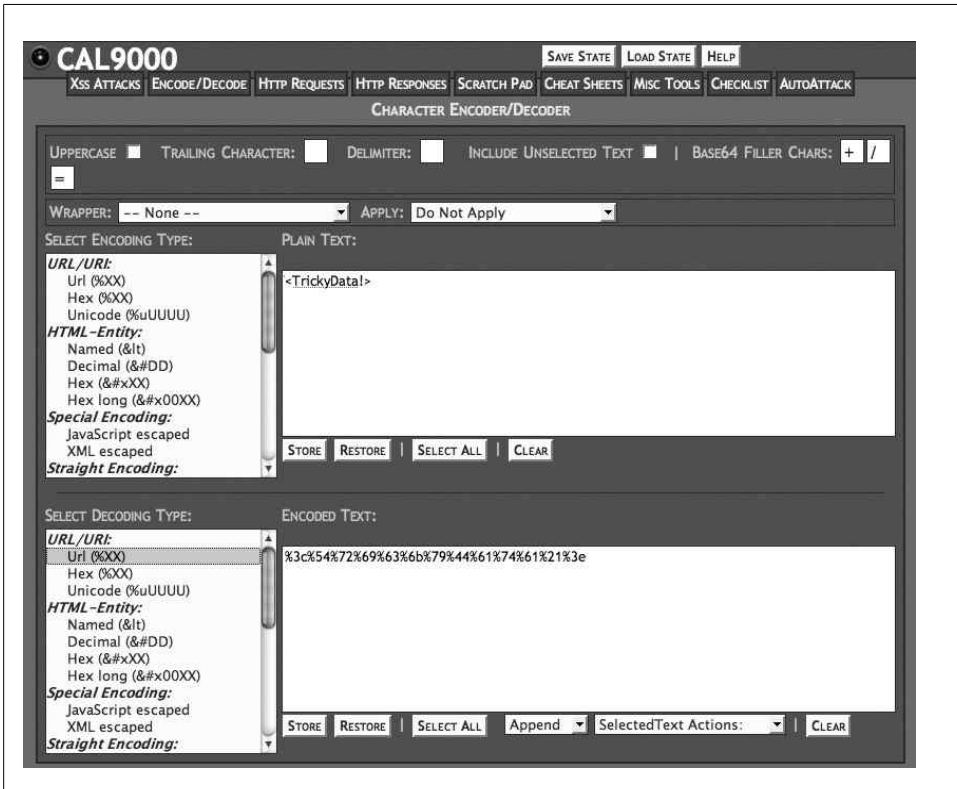 CAL9000
SAVE STATE LOAD STATE HELP
XSS ATTACKS ENCODE/DECODE HTTP REQUESTS HTTP RESPONSES SCRATCH PAD CHEAT SHEETS MISC TOOLS CHECKLIST AUTOATTACK
CHARACTER ENCODER/DECODER
UPPERCASE TRAILING CHARACTER: DELIMITER: INCLUDE UNSELECTED TEXT | BASE64 FILLER CHARS: + /
=
WRAPPER: -- None -- APPLY: Do Not Apply
SELECT ENCODING TYPE: PLAIN TEXT:
URL/URI:
Url (%XX)
Hex (%XX)
Unicode (%uUUUU)
HTML-Entity:
Named (&lt)
Decimal (&#DD)
Hex (&#xXX)
Hex long (&#x00XX)
Special Encoding:
JavaScript escaped
XML escaped
Straight Encoding:
<TrickyData!>
STORE RESTORE | SELECT ALL | CLEAR
SELECT DECODING TYPE: ENCODED TEXT:
URL/URI:
Url (%XX)
Hex (%XX)
Unicode (%uUUUU)
HTML-Entity:
Named (&lt)
Decimal (&#DD)
Hex (&#xXX)
Hex long (&#x00XX)
Special Encoding:
JavaScript escaped
XML escaped
Straight Encoding:
%3c%54%72%69%63%6b%79%44%61%74%61%21%3e
STORE RESTORE | SELECT ALL Append SelectedText Actions: | CLEAR